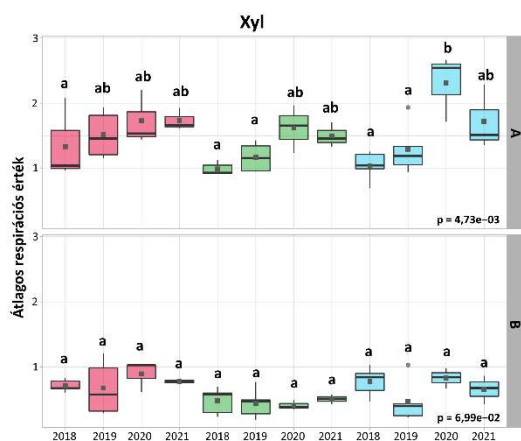 Xyl
Átlagos respirációs érték
3
2
1
a ab ab ab a a ab ab a a b ab
p = 4,73e−03
A
3
2
1
a a a a a a a a a a a a
p = 6,99e−02
B
2018 2019 2020 2021 2018 2019 2020 2021 2018 2019 2020 2021